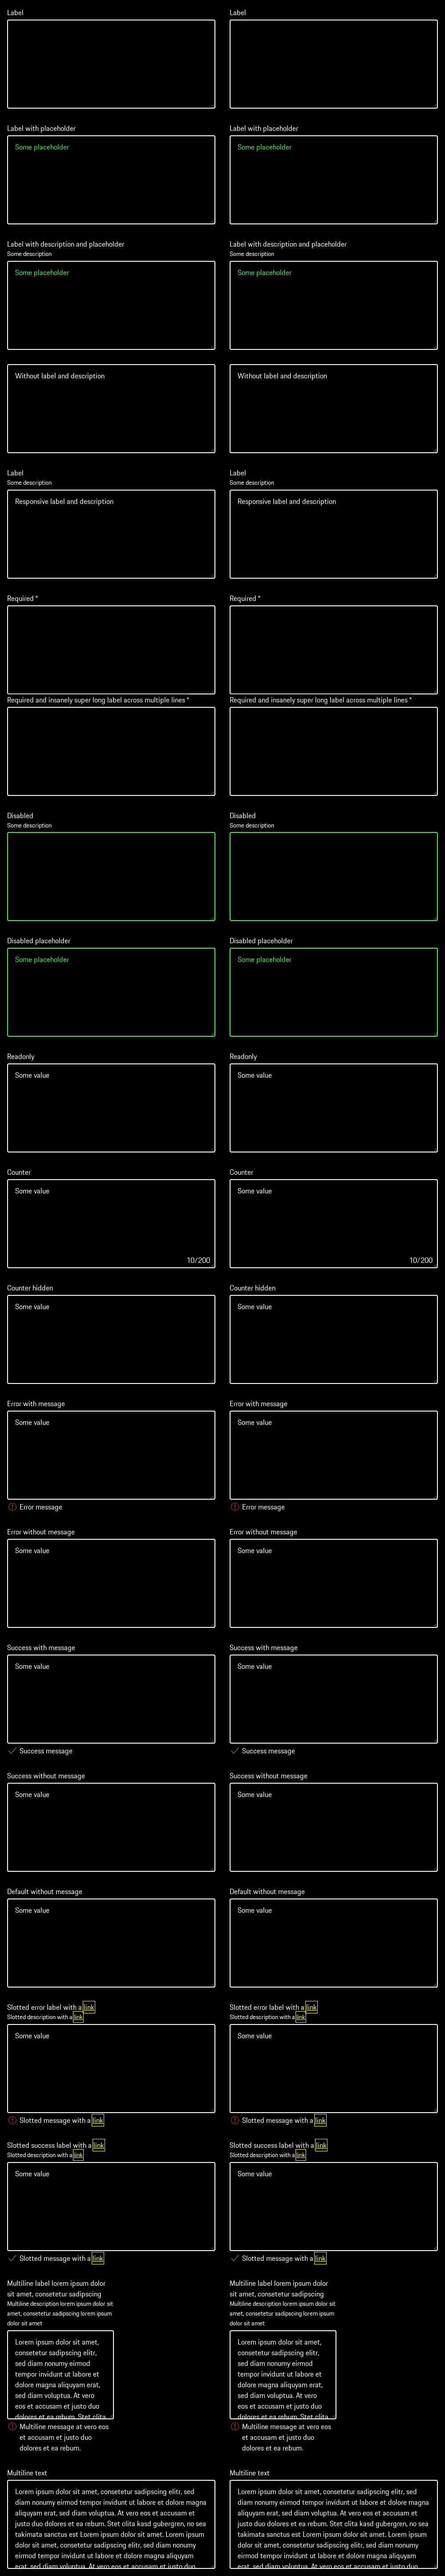 Label
Label
Label with placeholder
Label with placeholder
Some placeholder
Some placeholder
Label with description and placeholder
Label with description and placeholder
Some description
Some description
Some placeholder
Some placeholder
Without label and description
Without label and description
Label
Label
Some description
Some description
Responsive label and description
Responsive label and description
Required *
Required *
Required and insanely super long label across multiple lines *
Required and insanely super long label across multiple lines *
Disabled
Disabled
Some description
Some description
Disabled placeholder
Disabled placeholder
Some placeholder
Some placeholder
Readonly
Readonly
Some value
Some value
Counter
Counter
Some value
Some value
10/200
10/200
Counter hidden
Counter hidden
Some value
Some value
Error with message
Error with message
Some value
Some value
Error message
Error message
Error without message
Error without message
Some value
Some value
Success with message
Success with message
Some value
Some value
Success message
Success message
Success without message
Success without message
Some value
Some value
Default without message
Default without message
Some value
Some value
Slotted error label with a link
Slotted error label with a link
Slotted description with a link
Slotted description with a link
Some value
Some value
Slotted message with a link
Slotted message with a link
Slotted success label with a link
Slotted success label with a link
Slotted description with a link
Slotted description with a link
Some value
Some value
Slotted message with a link
Slotted message with a link
Multiline label lorem ipsum dolor
sit amet, consetetur sadipscing
Multiline description lorem ipsum dolor sit
amet, consetetur sadipscing lorem ipsum
dolor sit amet
Lorem ipsum dolor sit amet,
consetetur sadipscing elitr,
sed diam nonumy eirmod
tempor invidunt ut labore et
dolore magna aliquyam erat,
sed diam voluptua. At vero
eos et accusam et justo duo
dolores et ea rebum. Stet clita
Multiline message at vero eos
et accusam et justo duo
dolores et ea rebum.
Multiline label lorem ipsum dolor
sit amet, consetetur sadipscing
Multiline description lorem ipsum dolor sit
amet, consetetur sadipscing lorem ipsum
dolor sit amet
Lorem ipsum dolor sit amet,
consetetur sadipscing elitr,
sed diam nonumy eirmod
tempor invidunt ut labore et
dolore magna aliquyam erat,
sed diam voluptua. At vero
eos et accusam et justo duo
dolores et ea rebum. Stet clita
Multiline message at vero eos
et accusam et justo duo
dolores et ea rebum.
Multiline text
Lorem ipsum dolor sit amet, consetetur sadipscing elitr, sed
diam nonumy eirmod tempor invidunt ut labore et dolore magna
aliquyam erat, sed diam voluptua. At vero eos et accusam et
justo duo dolores et ea rebum. Stet clita kasd gubergren, no sea
takimata sanctus est Lorem ipsum dolor sit amet. Lorem ipsum
dolor sit amet, consetetur sadipscing elitr, sed diam nonumy
eirmod tempor invidunt ut labore et dolore magna aliquyam
erat, sed diam voluptua. At vero eos et accusam et justo duo
Multiline text
Lorem ipsum dolor sit amet, consetetur sadipscing elitr, sed
diam nonumy eirmod tempor invidunt ut labore et dolore magna
aliquyam erat, sed diam voluptua. At vero eos et accusam et
justo duo dolores et ea rebum. Stet clita kasd gubergren, no sea
takimata sanctus est Lorem ipsum dolor sit amet. Lorem ipsum
dolor sit amet, consetetur sadipscing elitr, sed diam nonumy
eirmod tempor invidunt ut labore et dolore magna aliquyam
erat, sed diam voluptua. At vero eos et accusam et justo duo